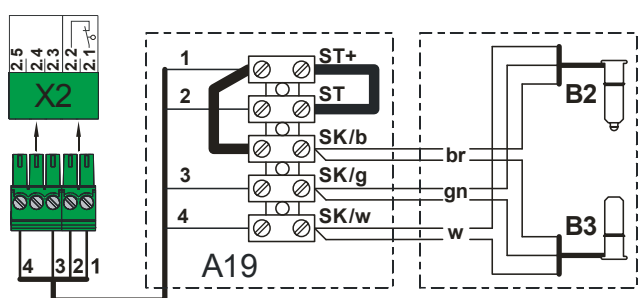 2.5 2.4 2.3 2.2 2.1
X2
4 3 2 1
1 ST+
2 ST
SK/b
3 SK/g
4 SK/w
A19
br
gn
w
B2
B3